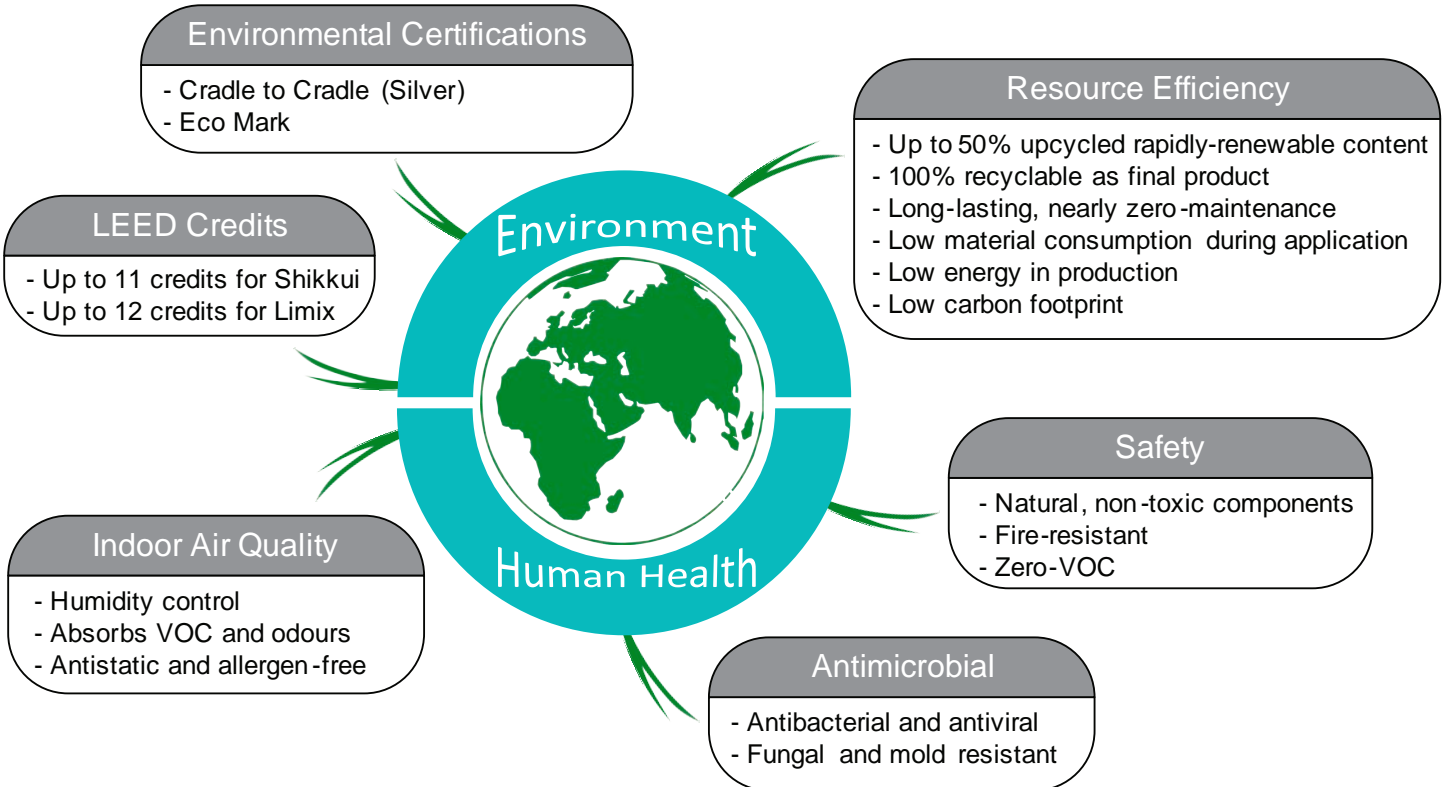 Environmental Certifications
- Cradle to Cradle (Silver)
- Eco Mark
Resource Efficiency
- Up to 50% upcycled rapidly-renewable content
- 100% recyclable as final product
- Long-lasting, nearly zero-maintenance
- Low material consumption during application
- Low energy in production
- Low carbon footprint
LEED Credits
- Up to 11 credits for Shikkui
- Up to 12 credits for Limix
Environment
Human Health
Safety
- Natural, non-toxic components
- Fire-resistant
- Zero-VOC
Indoor Air Quality
- Humidity control
- Absorbs VOC and odours
- Antistatic and allergen-free
Antimicrobial
- Antibacterial and antiviral
- Fungal and mold resistant